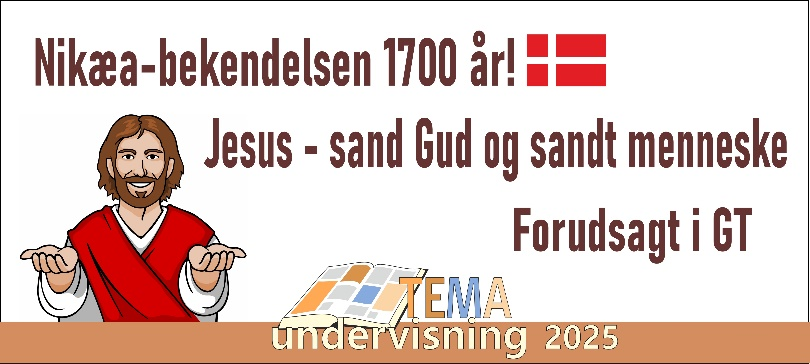 Nikæa-bekendelsen 1700 år!
Jesus - sand Gud og sandt menneske
Forudsagt i GT
TEMA
undervisning 2025